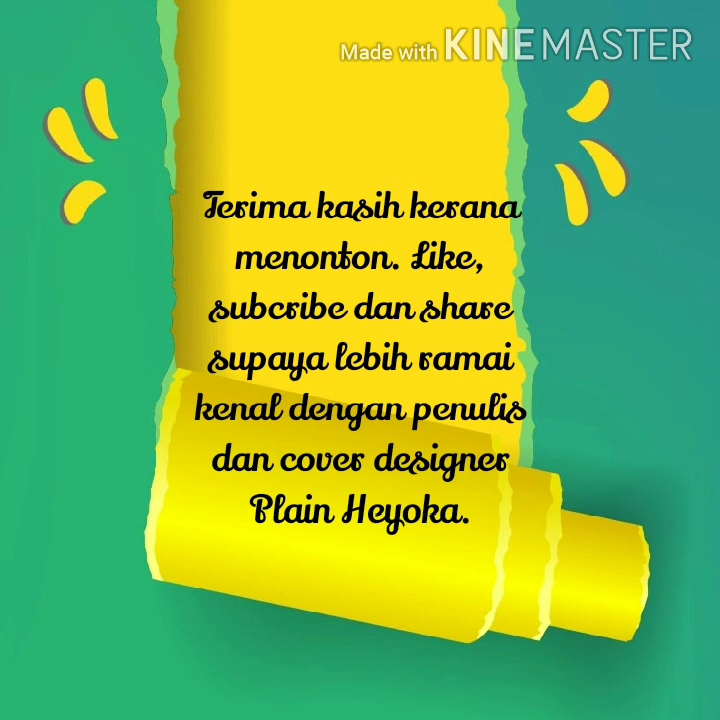 Made with KINEMASTER
Terima kasih kerana
menonton. Like,
subcribe dan share
supaya lebih ramai
kenal dengan penulis
dan cover designer
Plain Heyoka.